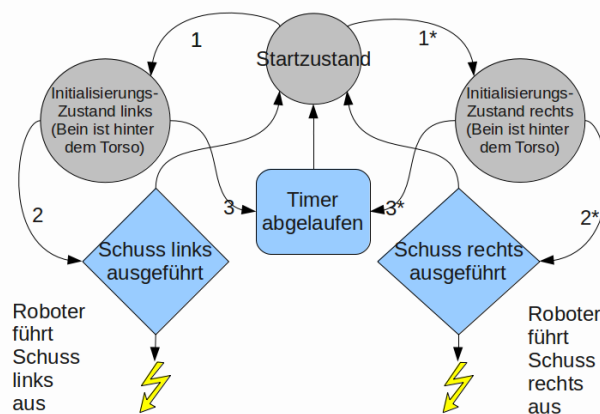 1
Startzustand
1*
Initialisierungs-
Zustand links
(Bein ist hinter
dem Torso)
Initialisierungs-
Zustand rechts
(Bein ist hinter
dem Torso)
2
3
Timer
abgelaufen
3*
2*
Schuss links
ausgeführt
Schuss rechts
ausgeführt
Roboter
führt
Schuss
links
aus
Roboter
führt
Schuss
rechts
aus